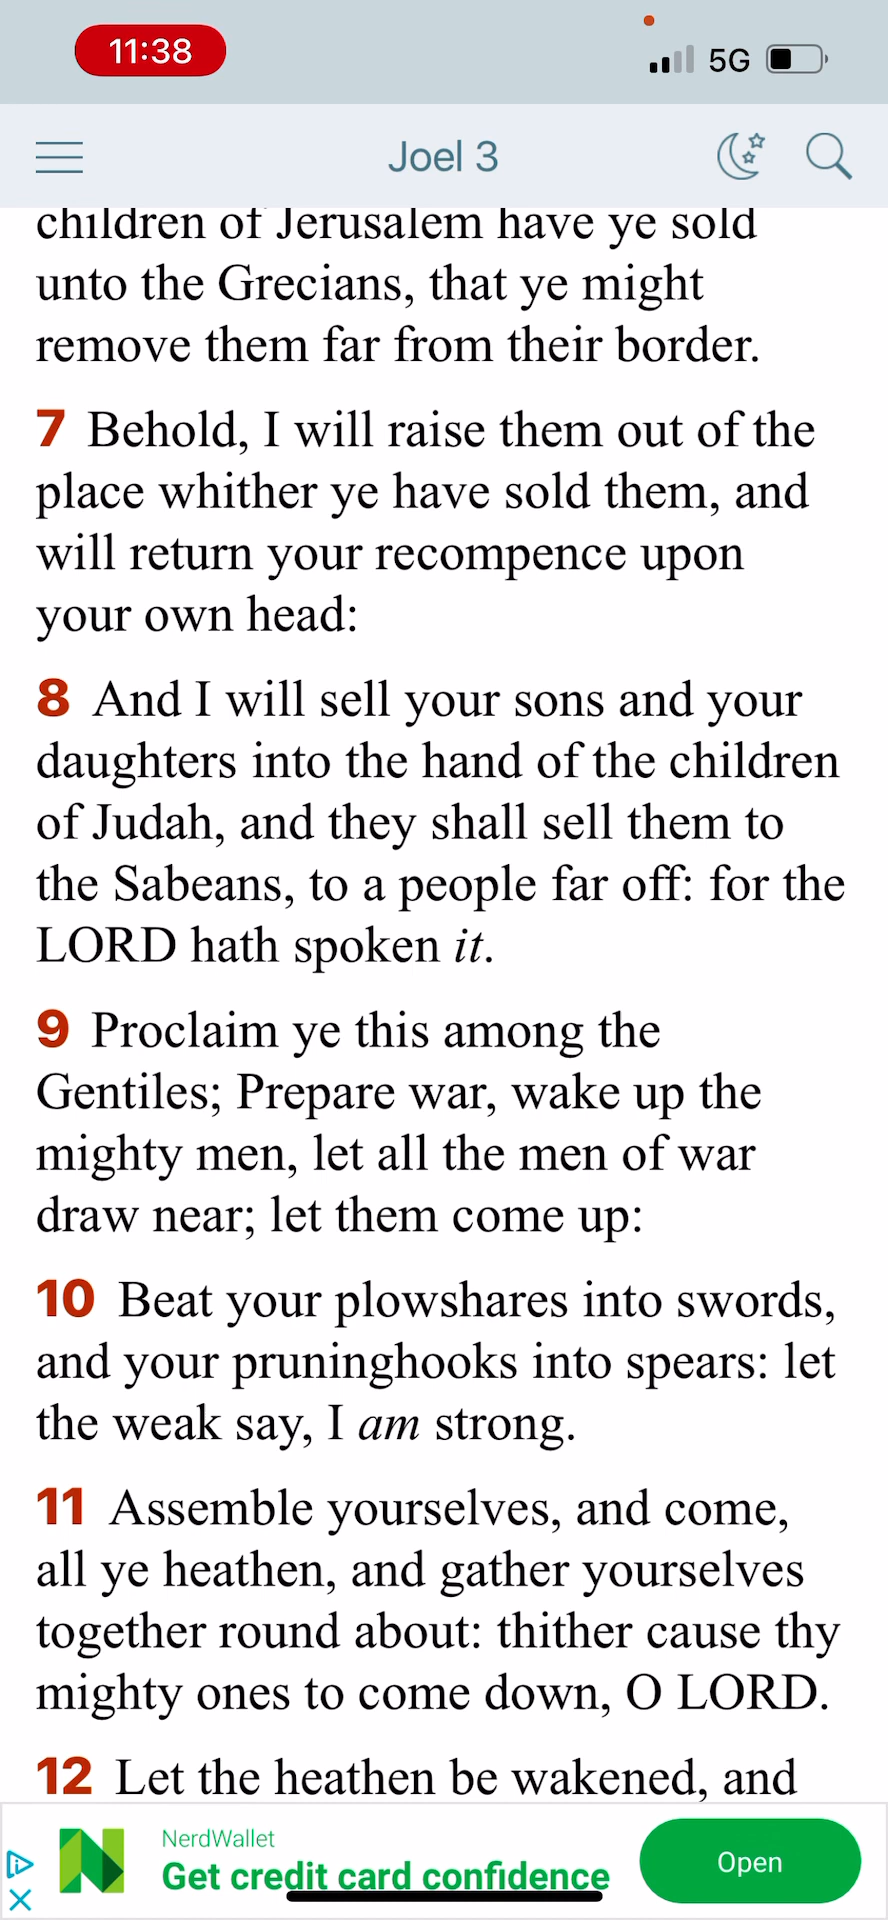 11:38
5G
Joel 3
children of Jerusalem have ye sold
unto the Grecians, that ye might
remove them far from their border.
7 Behold, I will raise them out of the
place whither ye have sold them, and
will return your recompence upon
your own head:
8 And I will sell your sons and your
daughters into the hand of the children
of Judah, and they shall sell them to
the Sabeans, to a people far off: for the
LORD hath spoken it.
9 Proclaim ye this among the
Gentiles; Prepare war, wake up the
mighty men, let all the men of war
draw near; let them come up:
10 Beat your plowshares into swords,
and your pruninghooks into spears: let
the weak say, I am strong.
11 Assemble yourselves, and come,
all ye heathen, and gather yourselves
together round about: thither cause thy
mighty ones to come down, O LORD.
12 Let the heathen be wakened, and
NerdWallet
Get credit card confidence
Open